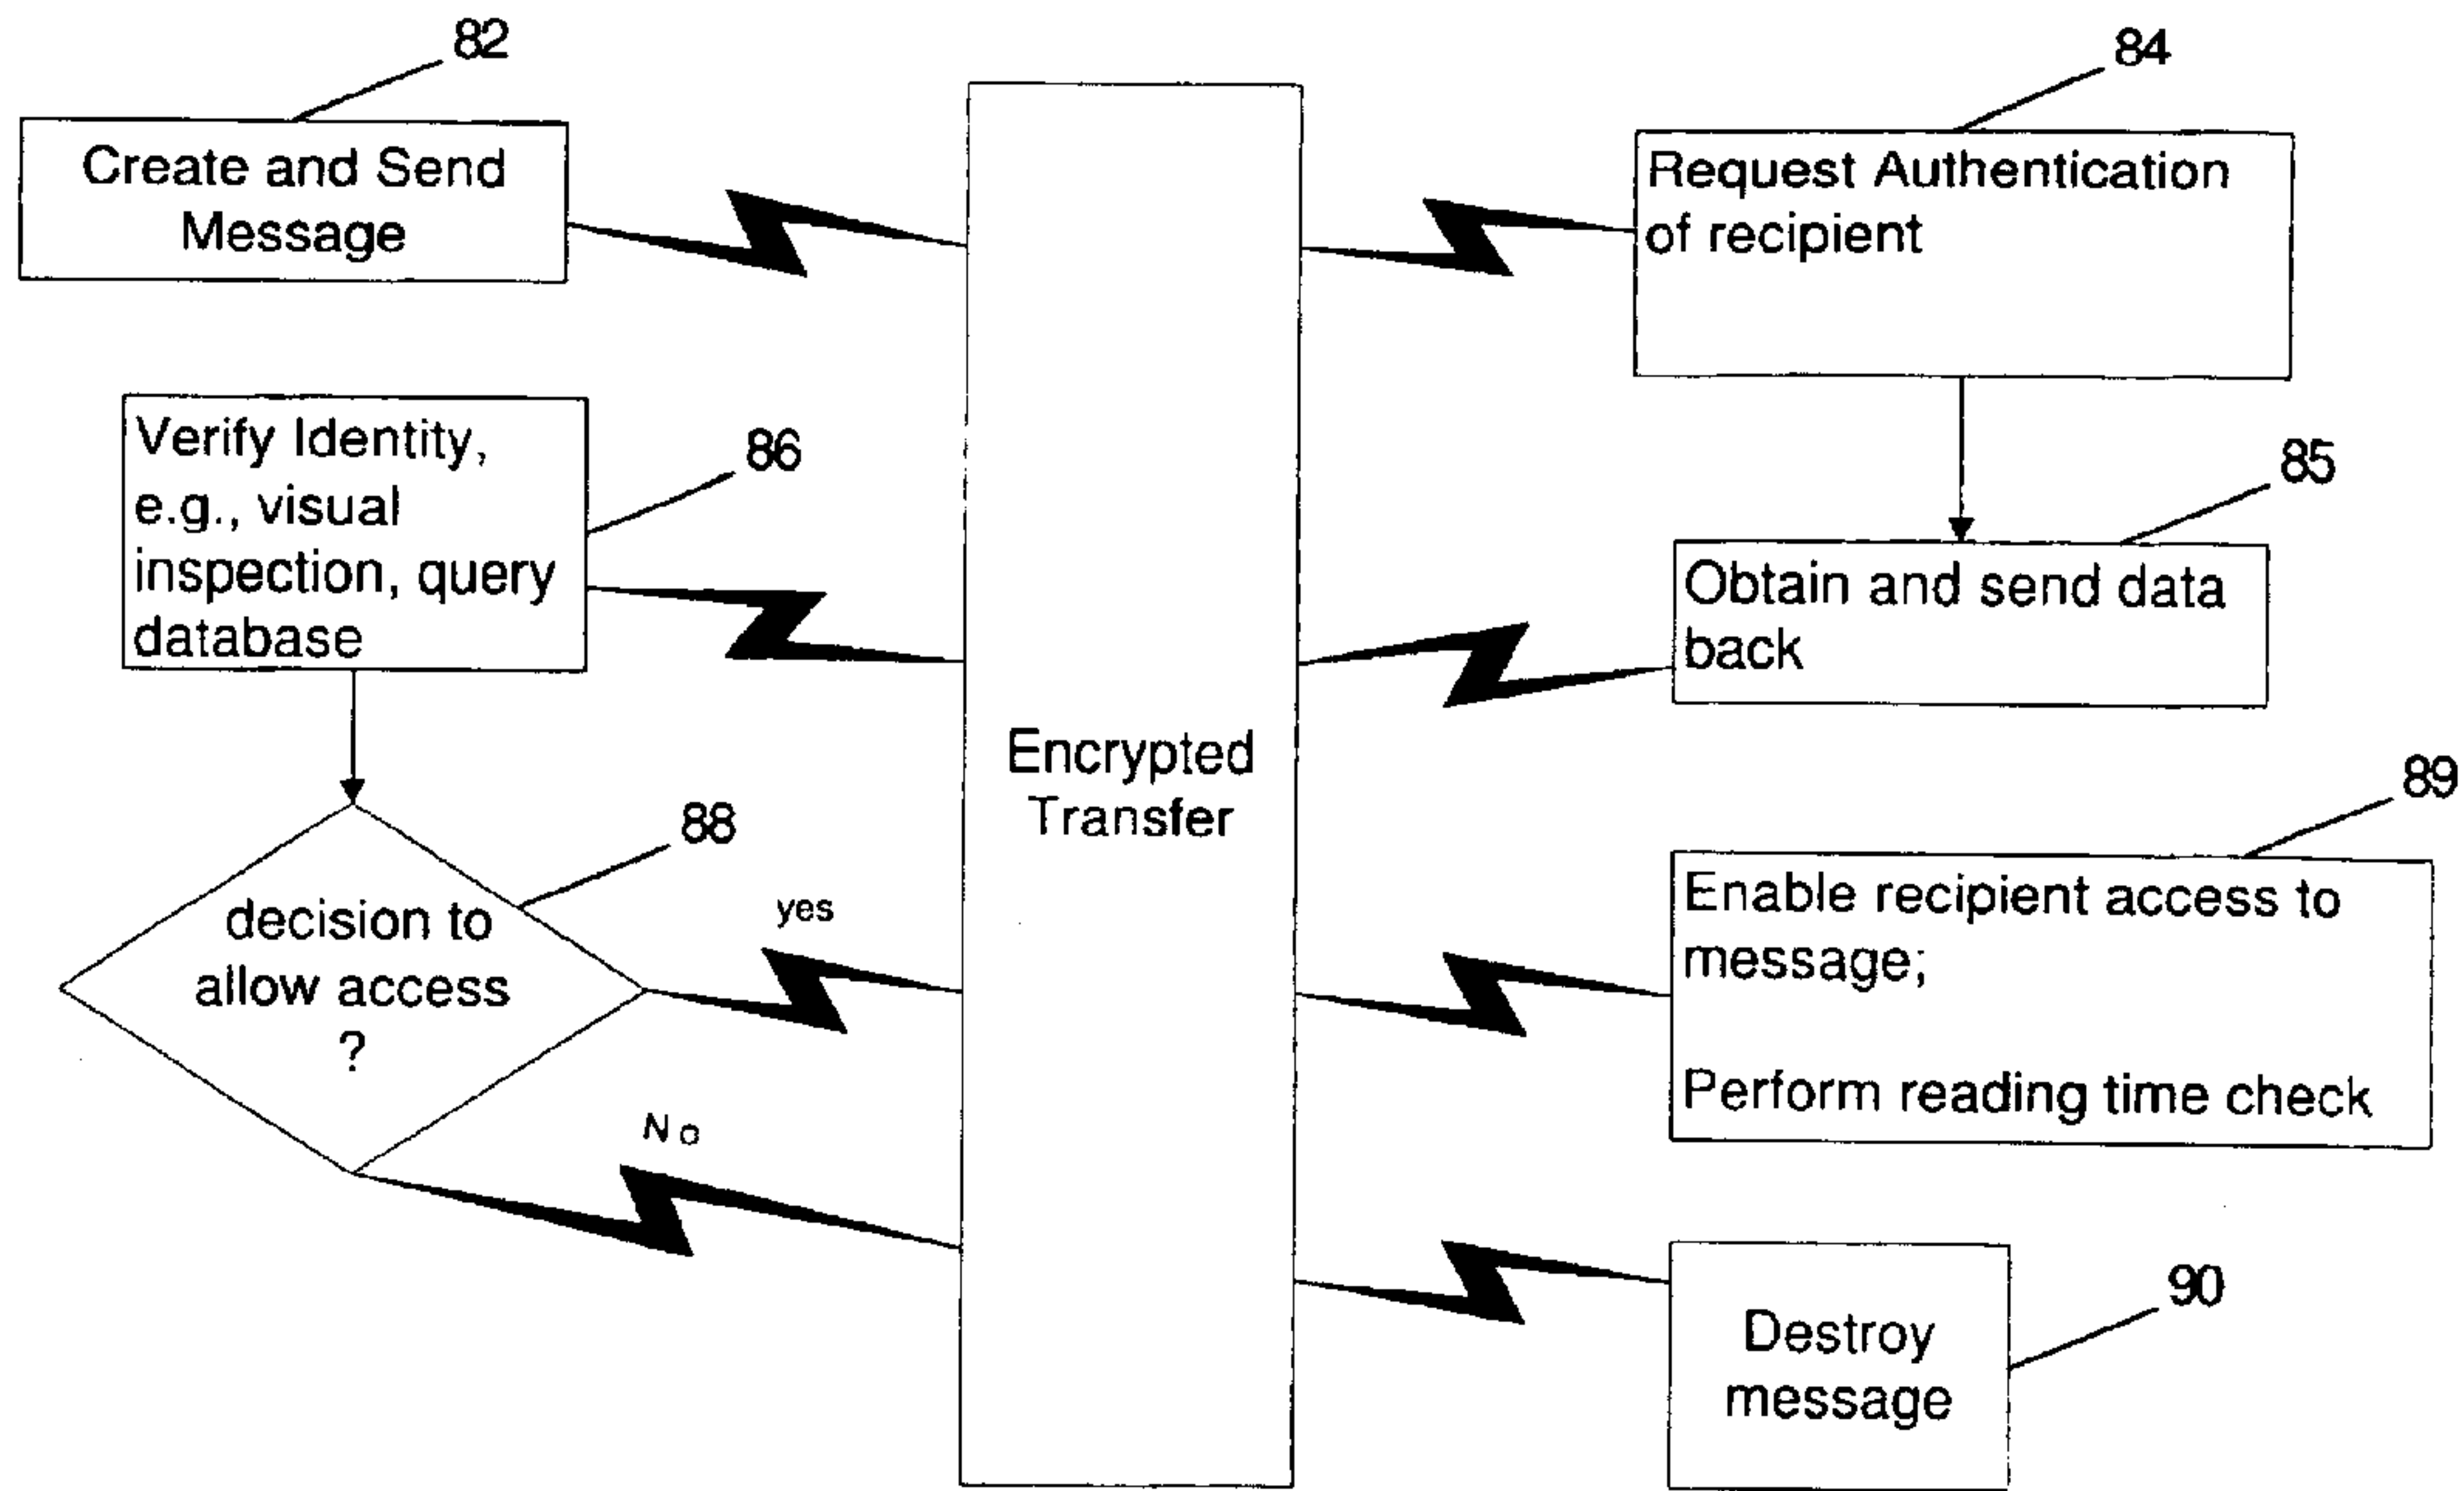 82
Create and Send
Message
84
Request Authentication
of recipient
86
Verify Identity,
e.g., visual
inspection, query
database
85
Obtain and send data
back
Encrypted
Transfer
88
decision to
allow access
?
yes
No
89
Enable recipient access to
message;
Perform reading time check
90
Destroy
message